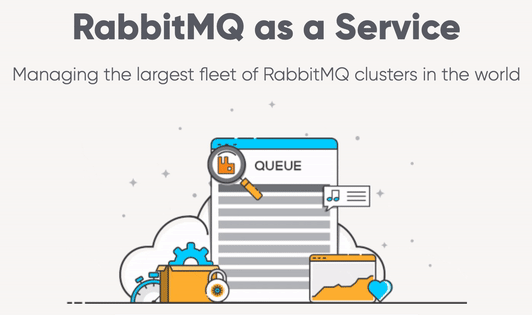 RabbitMQ as a Service
Managing the largest fleet of RabbitMQ clusters in the world
QUEUE